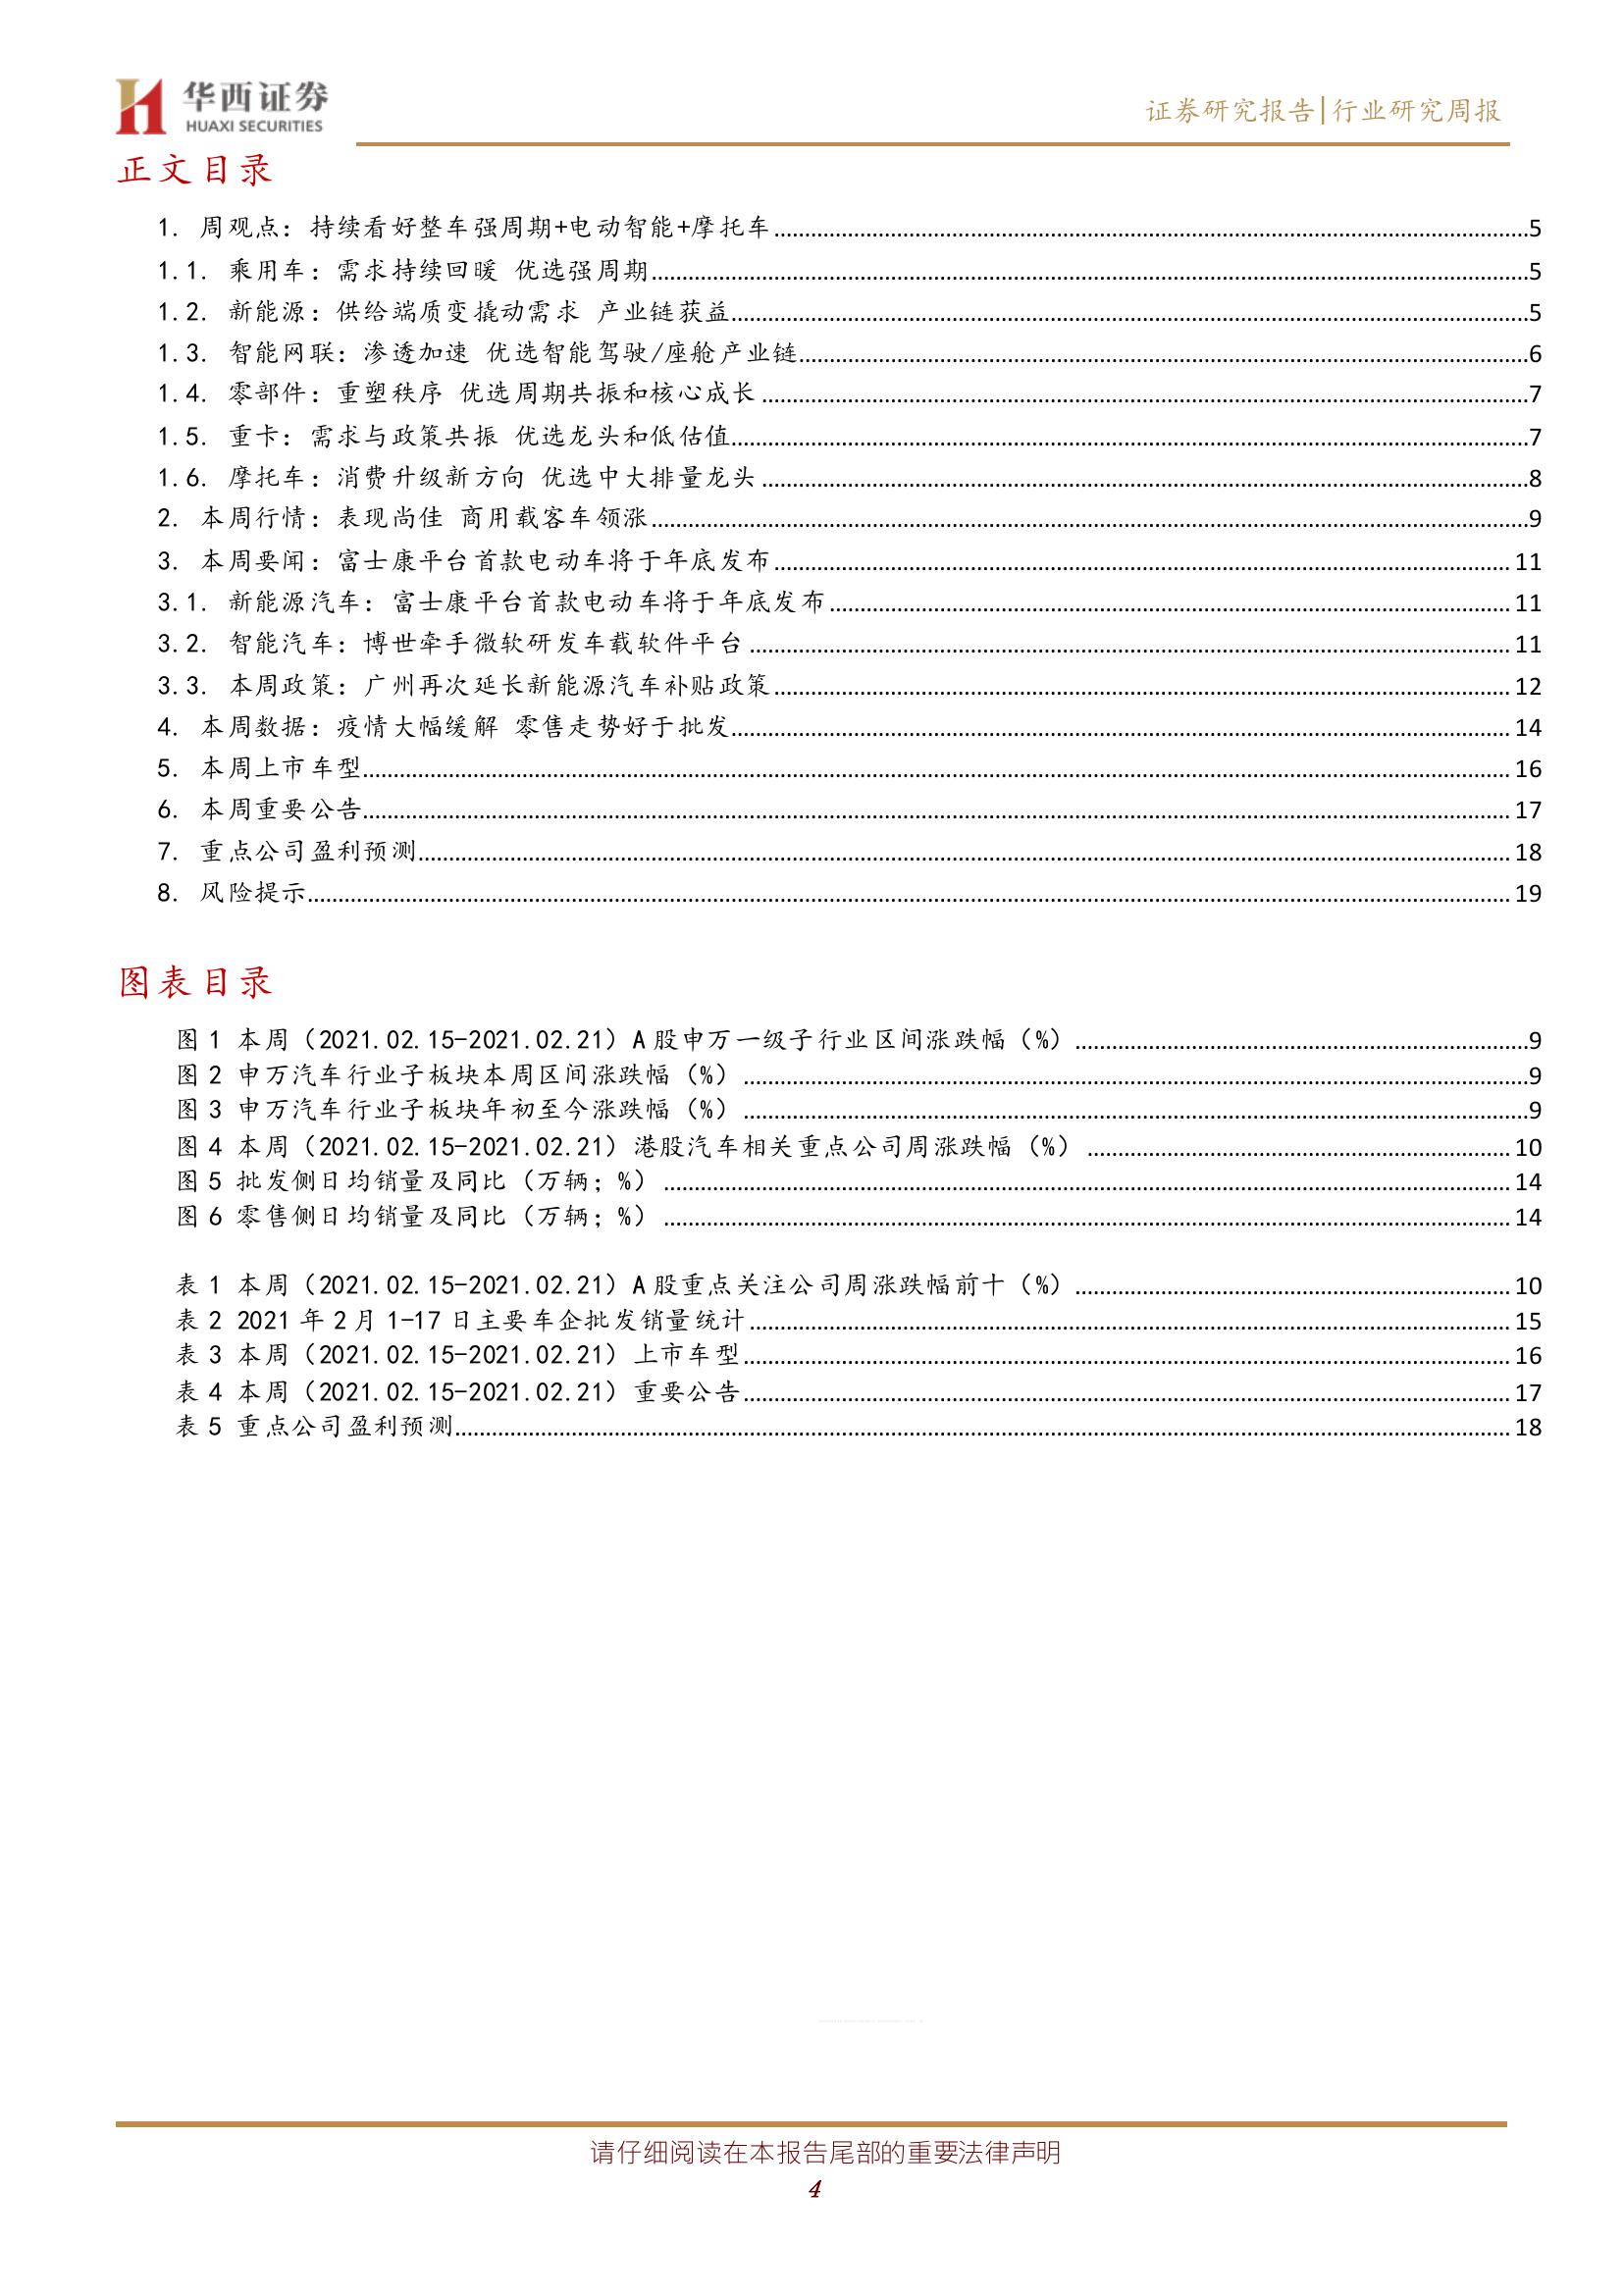 华西证券
HUAXI SECURITIES
证券研究报告|行业研究周报
正文目录
1. 周观点：持续看好整车强周期+电动智能+摩托车 5
1.1. 乘用车：需求持续回暖 优选强周期 5
1.2. 新能源：供给端质变撬动需求 产业链获益 5
1.3. 智能网联：渗透加速 优选智能驾驶/座舱产业链 6
1.4. 零部件：重塑秩序 优选周期共振和核心成长 7
1.5. 重卡：需求与政策共振 优选龙头和低估值 7
1.6. 摩托车：消费升级新方向 优选中大排量龙头 8
2. 本周行情：表现尚佳 商用载客车领涨 9
3. 本周要闻：富士康平台首款电动车将于年底发布 11
3.1. 新能源汽车：富士康平台首款电动车将于年底发布 11
3.2. 智能汽车：博世牵手微软研发车载软件平台 11
3.3. 本周政策：广州再次延长新能源汽车补贴政策 12
4. 本周数据：疫情大幅缓解 零售走势好于批发 14
5. 本周上市车型 16
6. 本周重要公告 17
7. 重点公司盈利预测 18
8. 风险提示 19
图表目录
图 1 本周（2021.02.15-2021.02.21）A 股申万一级子行业区间涨跌幅（%） 9
图 2 申万汽车行业子板块本周区间涨跌幅（%） 9
图 3 申万汽车行业子板块年初至今涨跌幅（%） 9
图 4 本周（2021.02.15-2021.02.21）港股汽车相关重点公司周涨跌幅（%） 10
图 5 批发侧日均销量及同比（万辆；%） 14
图 6 零售侧日均销量及同比（万辆；%） 14
表 1 本周（2021.02.15-2021.02.21）A 股重点关注公司周涨跌幅前十（%） 10
表 2 2021 年 2 月 1-17 日主要车企批发销量统计 15
表 3 本周（2021.02.15-2021.02.21）上市车型 16
表 4 本周（2021.02.15-2021.02.21）重要公告 17
表 5 重点公司盈利预测 18
请仔细阅读在本报告尾部的重要法律声明
4